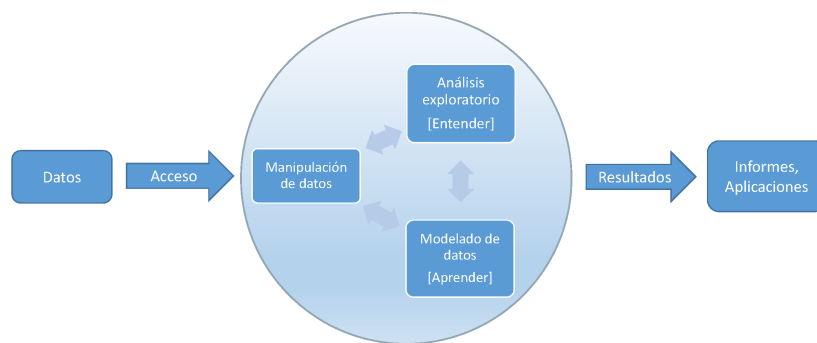 Datos
Acceso
Manipulación
de datos
Análisis
exploratorio
[Entender]
Modelado de
datos
[Aprender]
Resultados
Informes,
Aplicaciones